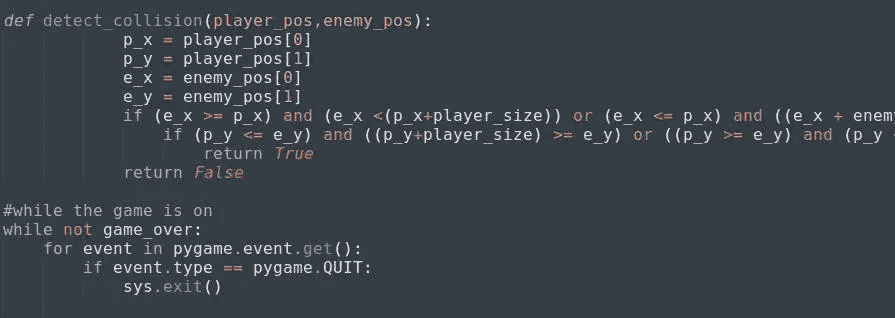 def detect_collision(player_pos,enemy_pos):
            p_x = player_pos[0]
            p_y = player_pos[1]
            e_x = enemy_pos[0]
            e_y = enemy_pos[1]
            if (e_x >= p_x) and (e_x <(p_x+player_size)) or (e_x <= p_x) and ((e_x + enem
                if (p_y <= e_y) and ((p_y+player_size) >= e_y) or ((p_y >= e_y) and (p_y
                    return True
            return False

#while the game is on
while not game_over:
    for event in pygame.event.get():
        if event.type == pygame.QUIT:
            sys.exit()